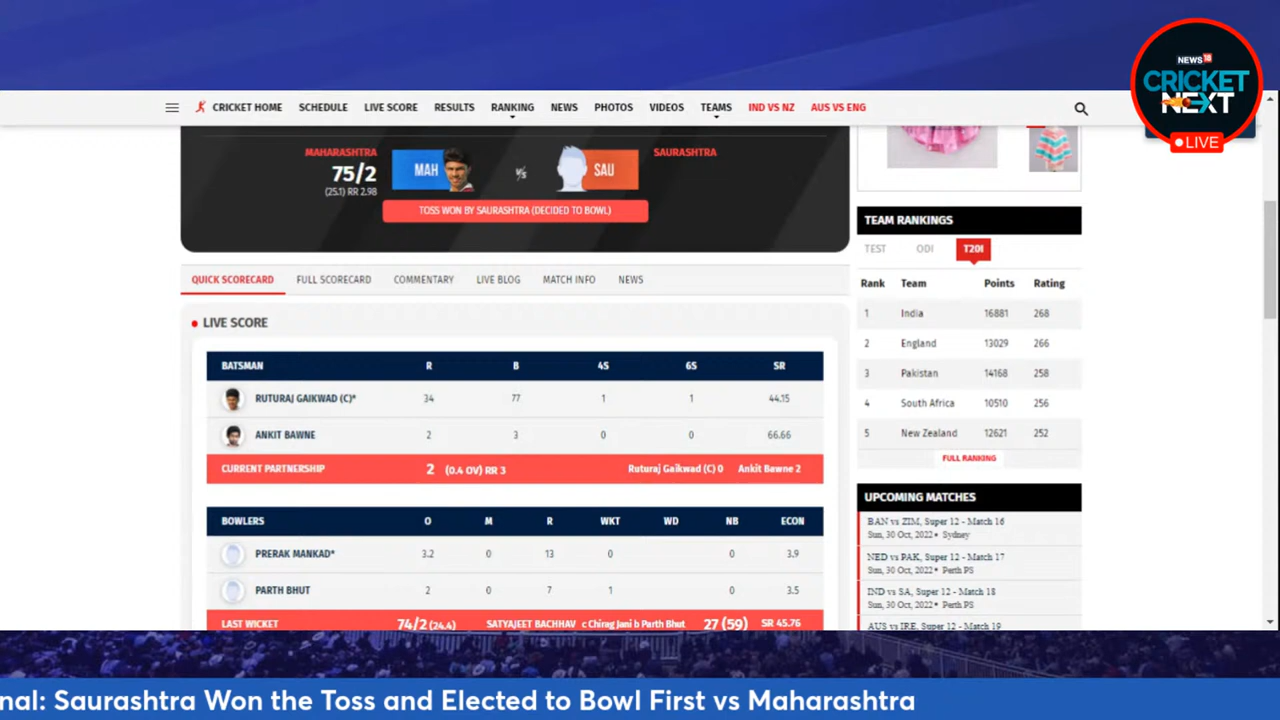 NEWS18
CRICKET
NEXT
LIVE
CRICKET HOME SCHEDULE LIVE SCORE RESULTS RANKING NEWS PHOTOS VIDEOS TEAMS IND VS NZ AUS VS ENG
MAHARASHTRA
75/2
(25.1) RR 2.98
MAH
V/S
SAU
SAURASHTRA
TOSS WON BY SAURASHTRA (DECIDED TO BOWL)
QUICK SCORECARD FULL SCORECARD COMMENTARY LIVE BLOG MATCH INFO NEWS
LIVE SCORE
BATSMAN R B 4S 6S SR
RUTURAJ GAIKWAD (C)* 34 77 1 1 44.15
ANKIT BAWNE 2 3 0 0 66.66
CURRENT PARTNERSHIP 2 (0.4 OV) RR 3 Ruturaj Gaikwad (C) 0 Ankit Bawne 2
BOWLERS O M R WKT WD NB ECON
PRERAK MANKAD* 3.2 0 13 0 0 3.9
PARTH BHUT 2 0 7 1 0 3.5
LAST WICKET 74/2 (24.4) SATYAJEET BACHHAV c Chirag Jani b Parth Bhut 27 (59) SR 45.76
TEAM RANKINGS
TEST ODI T20I
Rank Team Points Rating
1 India 16881 268
2 England 13029 266
3 Pakistan 14168 258
4 South Africa 10510 256
5 New Zealand 12621 252
FULL RANKING
UPCOMING MATCHES
BAN vs ZIM, Super 12 - Match 16
Sun, 30 Oct, 2022 • Sydney
NED vs PAK, Super 12 - Match 17
Sun, 30 Oct, 2022 • Perth PS
IND vs SA, Super 12 - Match 18
Sun, 30 Oct, 2022 • Perth PS
AUS vs IRE, Super 12 - Match 19
nal: Saurashtra Won the Toss and Elected to Bowl First vs Maharashtra